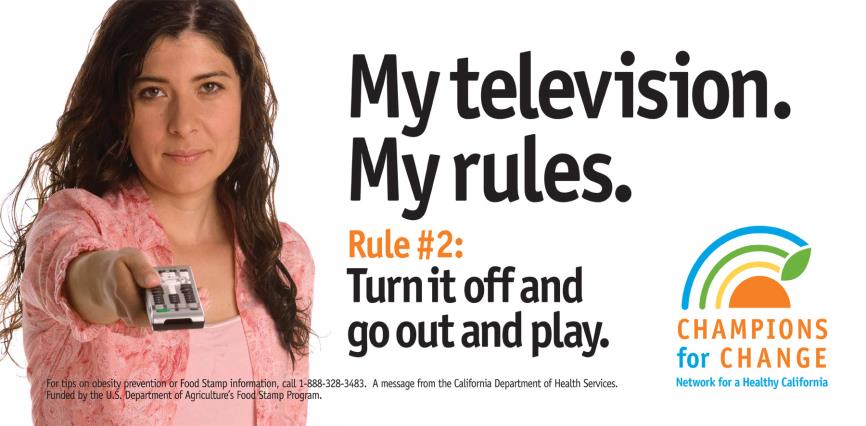 My television.
My rules.
Rule #2:
Turn it off and
go out and play.
CHAMPIONS
for CHANGE
Network for a Healthy California
For tips on obesity prevention or Food Stamp information, call 1-888-328-3483. A message from the California Department of Health Services.
Funded by the U.S. Department of Agriculture's Food Stamp Program.